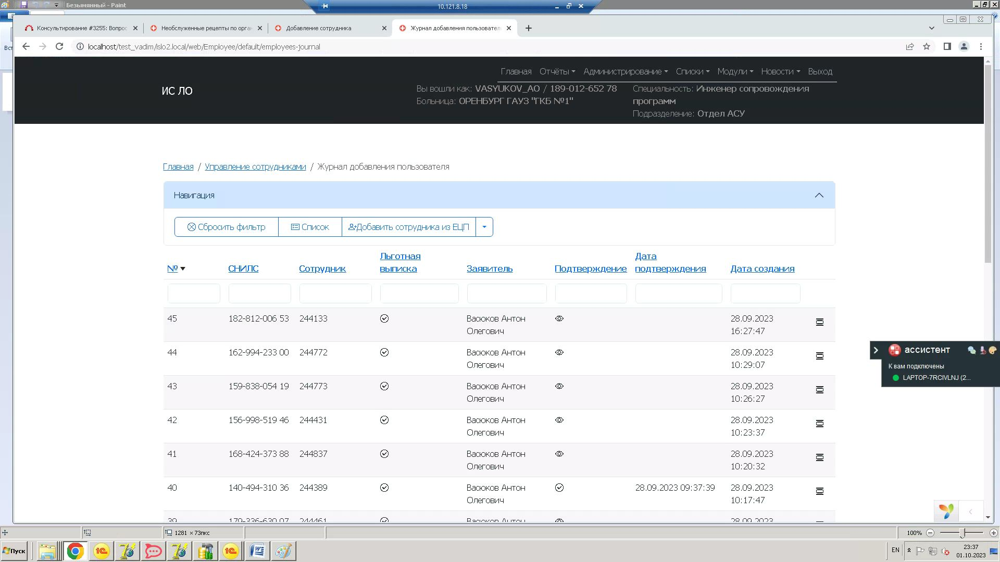 Безымянный - Paint
10.121.8.18
Консультирование #3255: Вопрос
Необслуженные рецепты по орган
Добавление сотрудника
Журнал добавления пользовател
localhost/test_vadim/islo2.local/web/Employee/default/employees-journal
Главная Отчёты Администрирование Списки Модули Новости Выход
ИС ЛО
Вы вошли как: VASYUKOV_AO / 189-012-652 78
Больница: ОРЕНБУРГ ГАУЗ "ГКБ №1"
Специальность: Инженер сопровождения
программ
Подразделение: Отдел АСУ
Главная / Управление сотрудниками / Журнал добавления пользователя
Навигация
Сбросить фильтр Список Добавить сотрудника из ЕЦП
№ СНИЛС Сотрудник Льготная выписка Заявитель Подтверждение Дата подтверждения Дата создания
45 182-812-006 53 244133 Васюков Антон Олегович 28.09.2023 16:27:47
44 162-994-233 00 244772 Васюков Антон Олегович 28.09.2023 10:29:07
43 159-838-054 19 244773 Васюков Антон Олегович 28.09.2023 10:26:27
42 156-998-519 46 244431 Васюков Антон Олегович 28.09.2023 10:23:37
41 168-424-373 88 244837 Васюков Антон Олегович 28.09.2023 10:20:32
40 140-494-310 36 244389 Васюков Антон Олегович 28.09.2023 09:37:39 28.09.2023 10:17:47
39 179-336-630 07 244461 Васюков Антон 28.09.2023
ассистент
К вам подключены
LAPTOP-7RCIVLNJ (2...
1281 × 73пкс
100%
Пуск
EN
23:37
01.10.2023